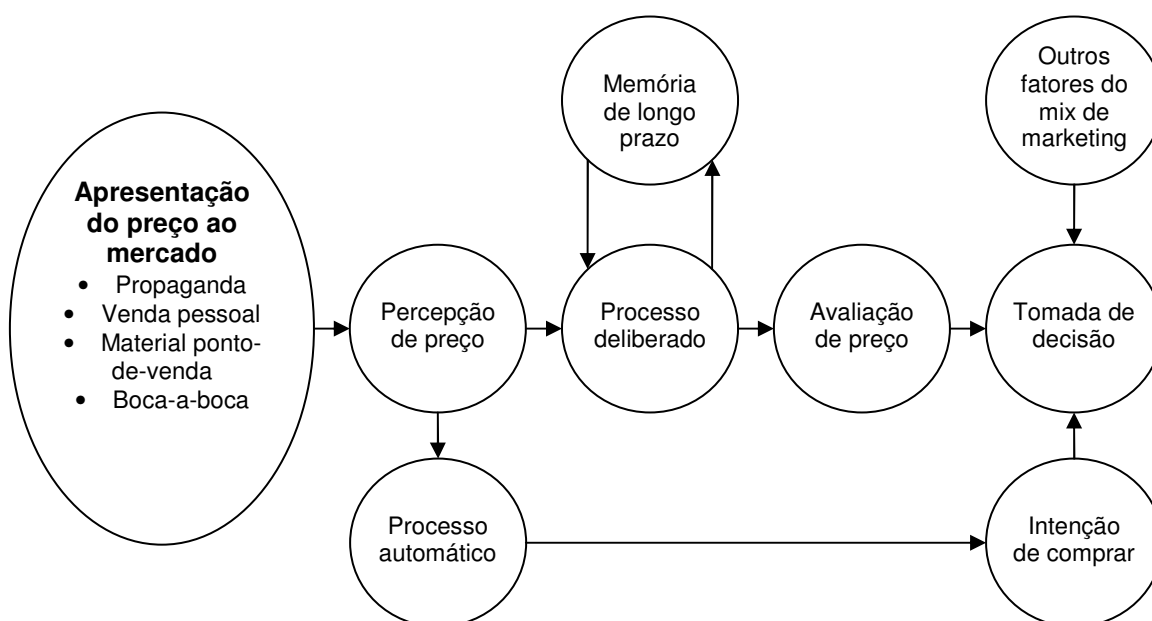 Apresentação
do preço ao
mercado
• Propaganda
• Venda pessoal
• Material ponto-
de-venda
• Boca-a-boca
Percepção
de preço
Memória
de longo
prazo
Processo
deliberado
Avaliação
de preço
Outros
fatores do
mix de
marketing
Tomada de
decisão
Processo
automático
Intenção
de comprar